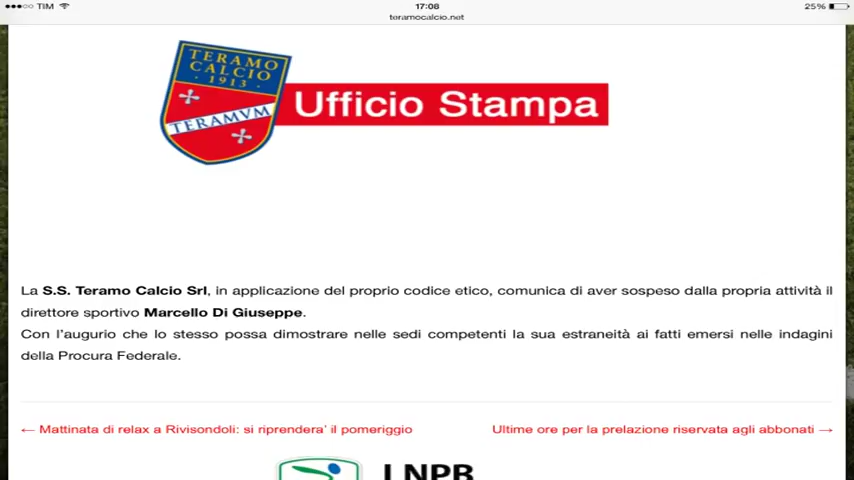 TIM
17:08
25%
teramocalcio.net
TERAMO
CALCIO
· 1913 ·
TERAMVM
Ufficio Stampa
La S.S. Teramo Calcio Srl, in applicazione del proprio codice etico, comunica di aver sospeso dalla propria attività il
direttore sportivo Marcello Di Giuseppe.
Con l'augurio che lo stesso possa dimostrare nelle sedi competenti la sua estraneità ai fatti emersi nelle indagini
della Procura Federale.
← Mattinata di relax a Rivisondoli: si riprendera' il pomeriggio
Ultime ore per la prelazione riservata agli abbonati →
LNPB